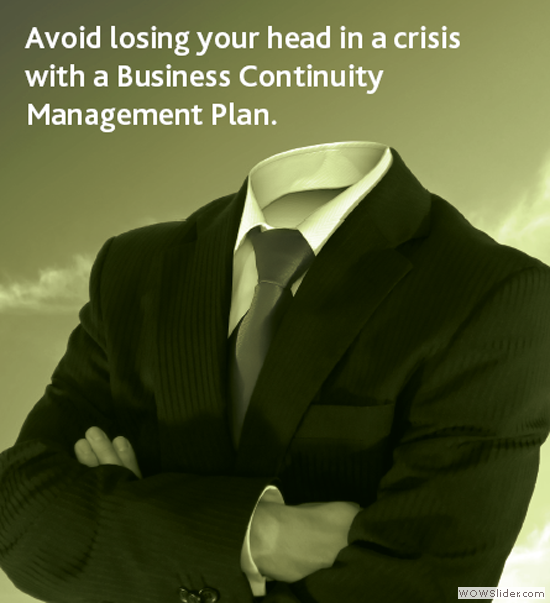 Avoid losing your head in a crisis
with a Business Continuity
Management Plan.
WOWSlider.com